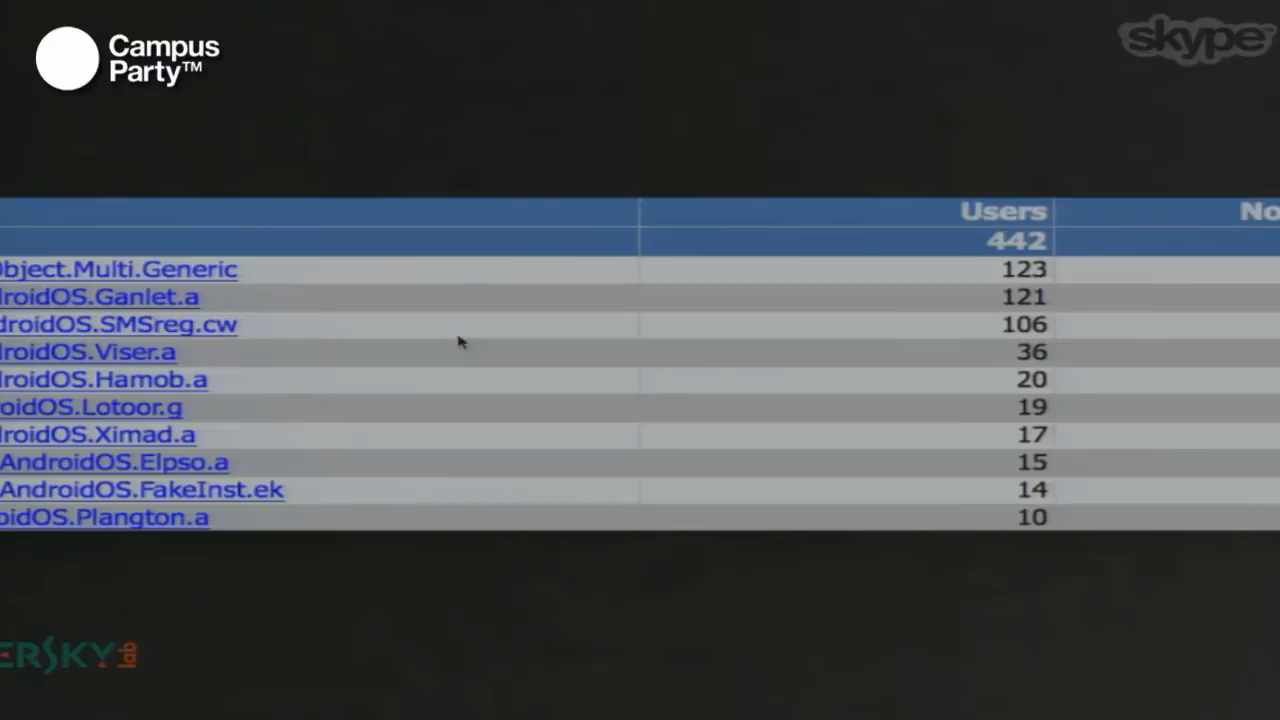 Campus
Party™
skype™
Users No
442
Object.Multi.Generic 123
droidOS.Ganlet.a 121
droidOS.SMSreg.cw 106
droidOS.Viser.a 36
droidOS.Hamob.a 20
oidOS.Lotoor.g 19
droidOS.Ximad.a 17
AndroidOS.Elpso.a 15
AndroidOS.FakeInst.ek 14
oidOS.Plangton.a 10
ERSKY lab